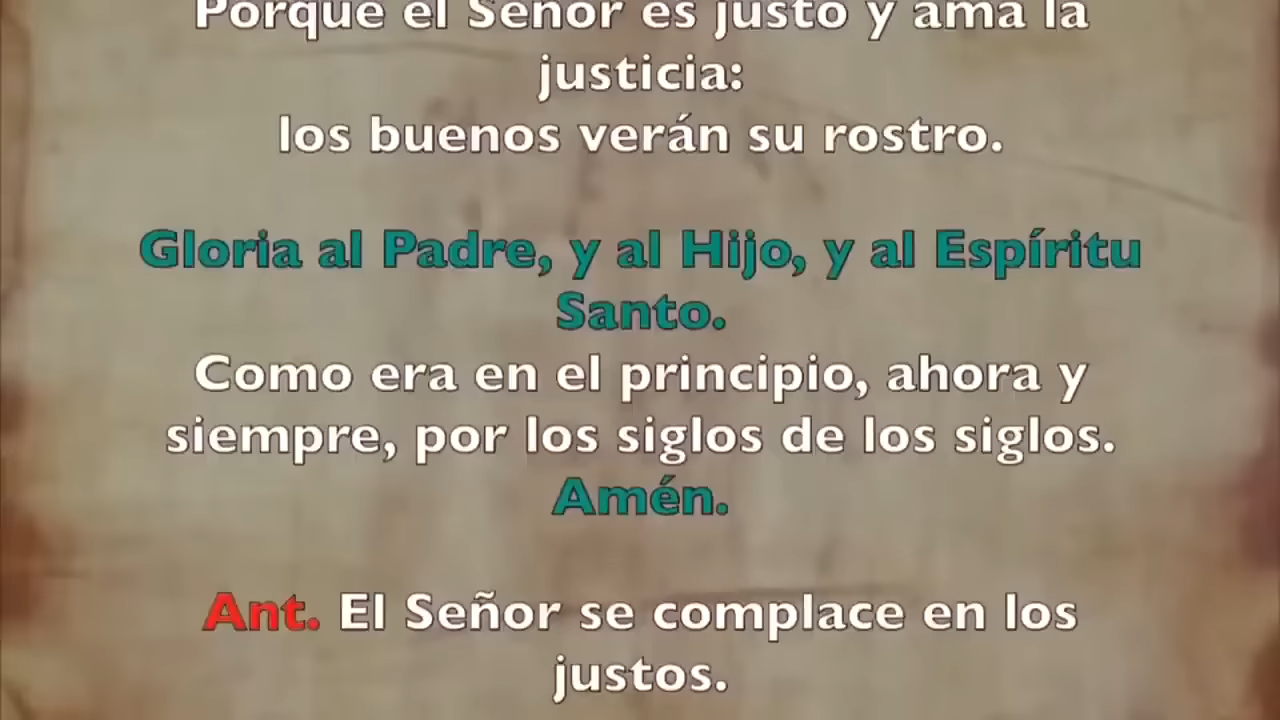 Porque el Señor es justo y ama la
justicia:
los buenos verán su rostro.
Gloria al Padre, y al Hijo, y al Espíritu
Santo.
Como era en el principio, ahora y
siempre, por los siglos de los siglos.
Amén.
Ant. El Señor se complace en los
justos.